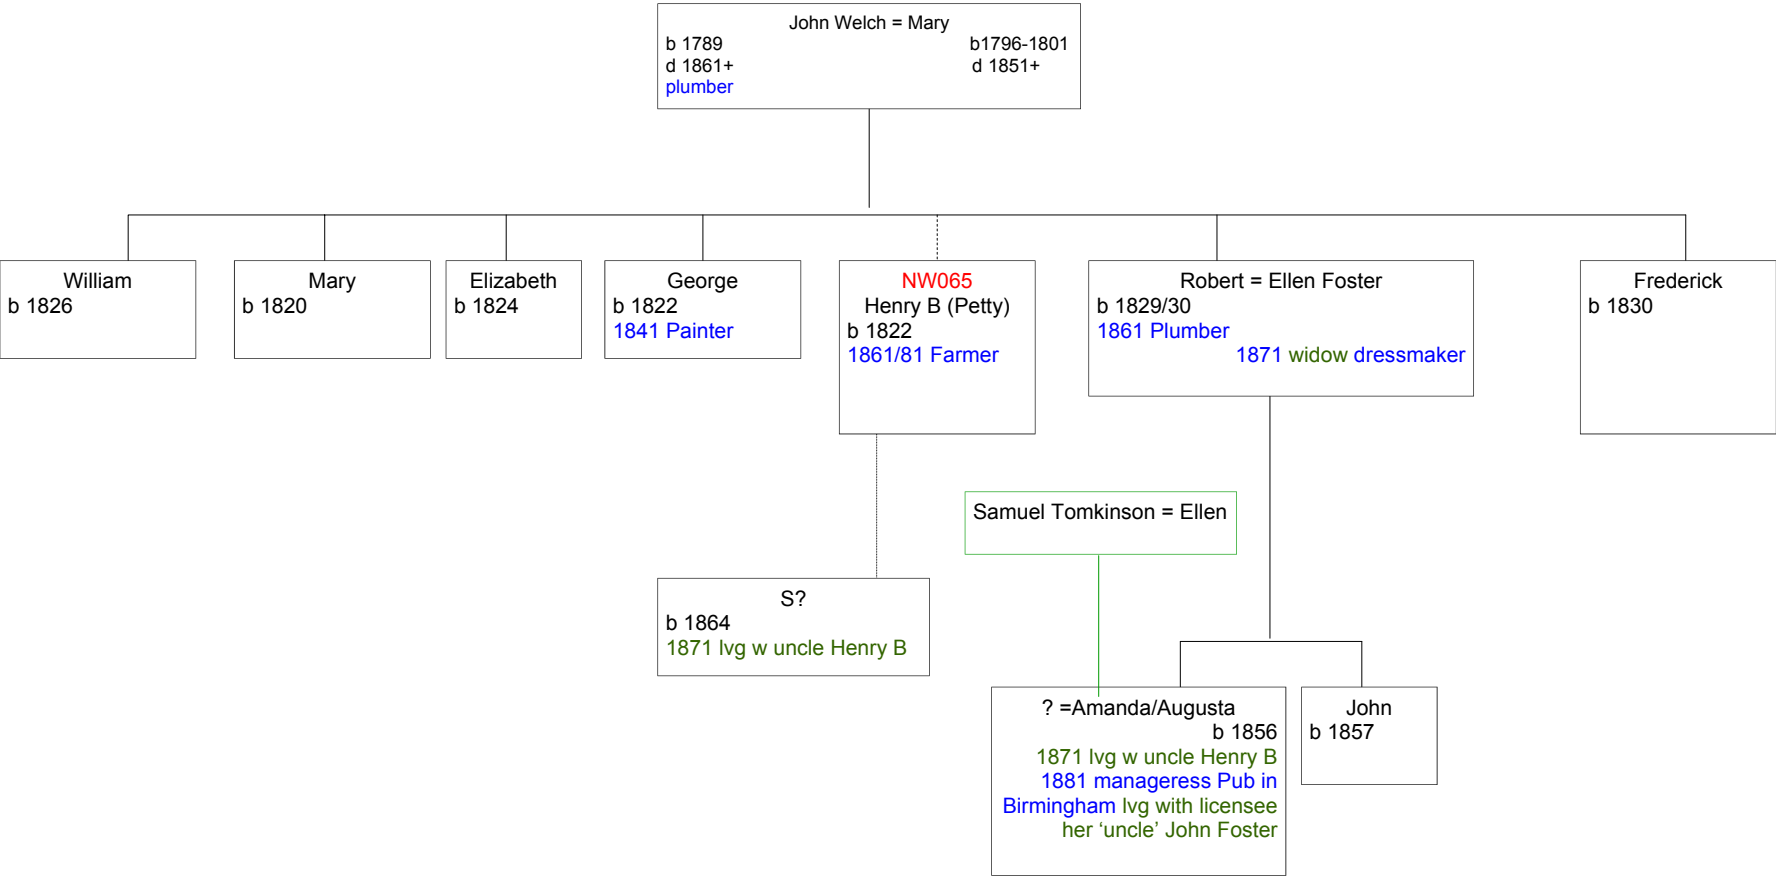 John Welch = Mary
b 1789 b1796-1801
d 1861+ d 1851+
plumber
William
b 1826
Mary
b 1820
Elizabeth
b 1824
George
b 1822
1841 Painter
NW065
Henry B (Petty)
b 1822
1861/81 Farmer
Robert = Ellen Foster
b 1829/30
1861 Plumber
1871 widow dressmaker
Frederick
b 1830
Samuel Tomkinson = Ellen
S?
b 1864
1871 lvg w uncle Henry B
? =Amanda/Augusta
b 1856
1871 lvg w uncle Henry B
1881 manageress Pub in
Birmingham lvg with licensee
her ‘uncle’ John Foster
John
b 1857